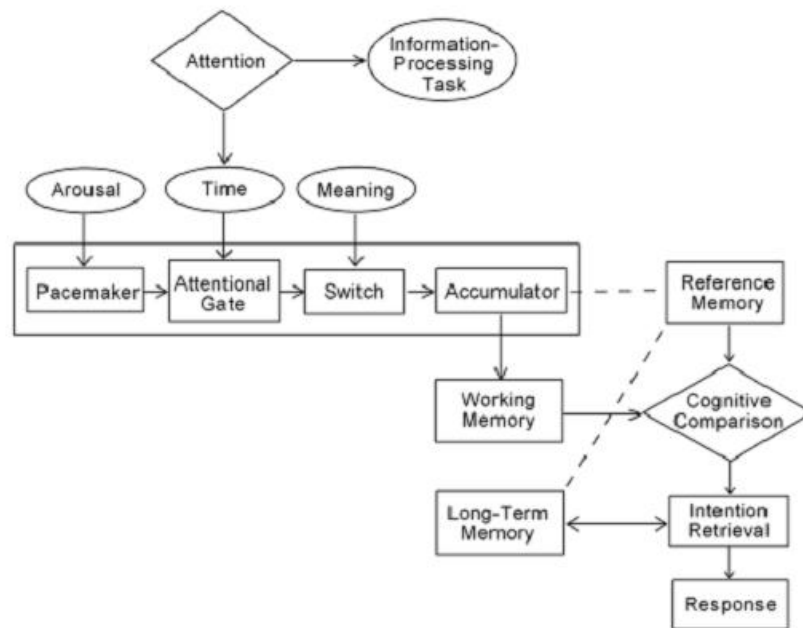 Attention
Information-
Processing
Task
Arousal
Time
Meaning
Pacemaker
Attentional
Gate
Switch
Accumulator
Reference
Memory
Working
Memory
Cognitive
Comparison
Long-Term
Memory
Intention
Retrieval
Response